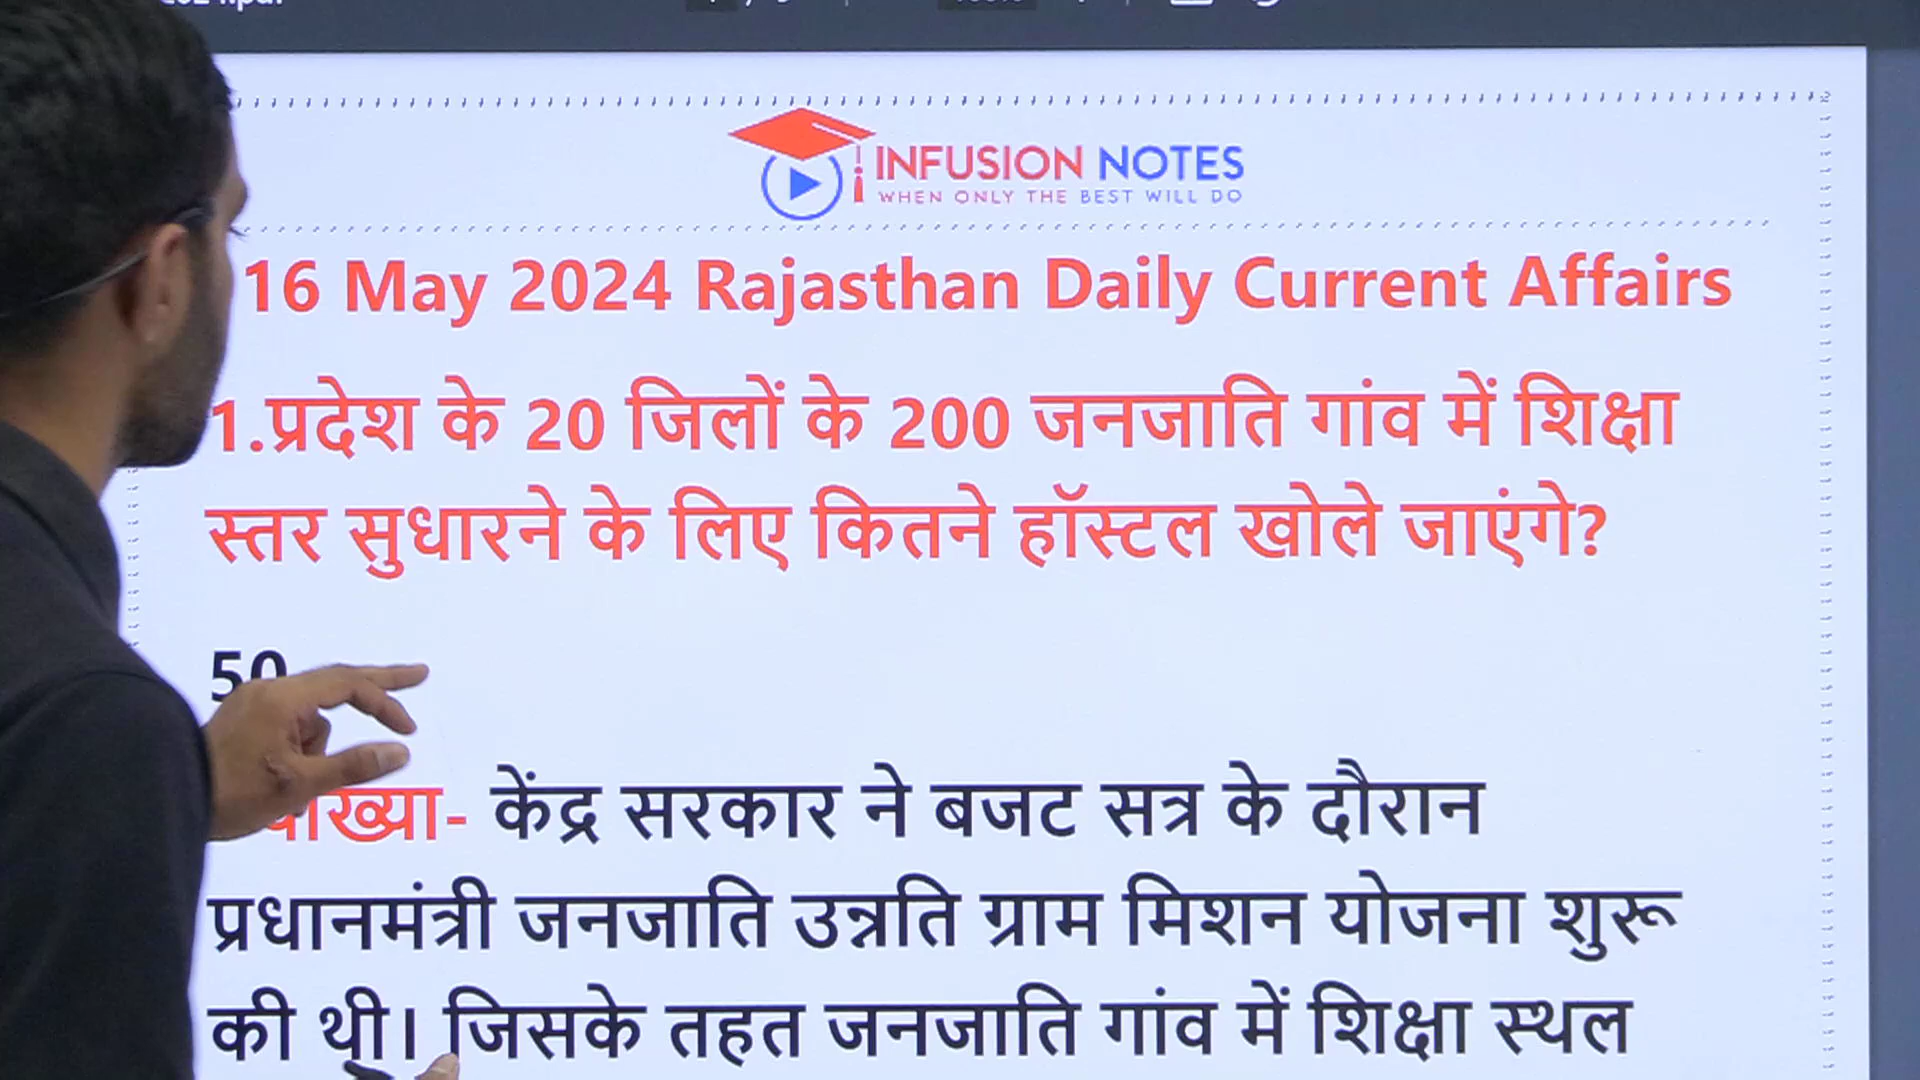 INFUSION NOTES
WHEN ONLY THE BEST WILL DO
16 May 2024 Rajasthan Daily Current Affairs
1.प्रदेश के 20 जिलों के 200 जनजाति गांव में शिक्षा
स्तर सुधारने के लिए कितने हॉस्टल खोले जाएंगे?
50
केंद्र सरकार ने बजट सत्र के दौरान
प्रधानमंत्री जनजाति उन्नति ग्राम मिशन योजना शुरू
की थी। जिसके तहत जनजाति गांव में शिक्षा स्थल